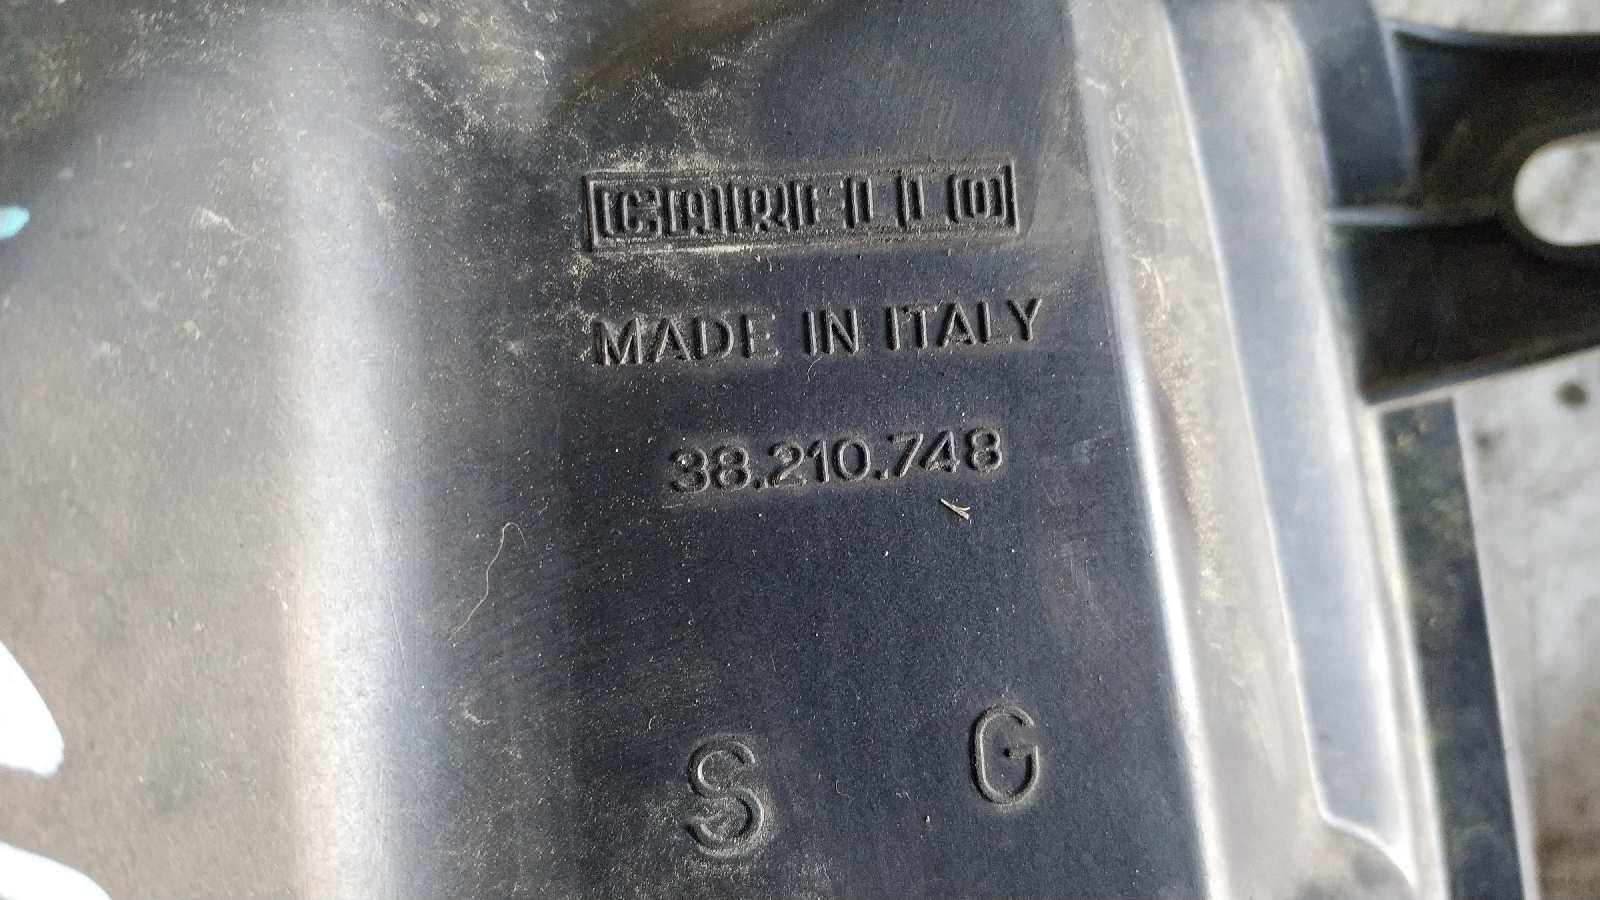 CARELLO
MADE IN ITALY
38.210.748
S G